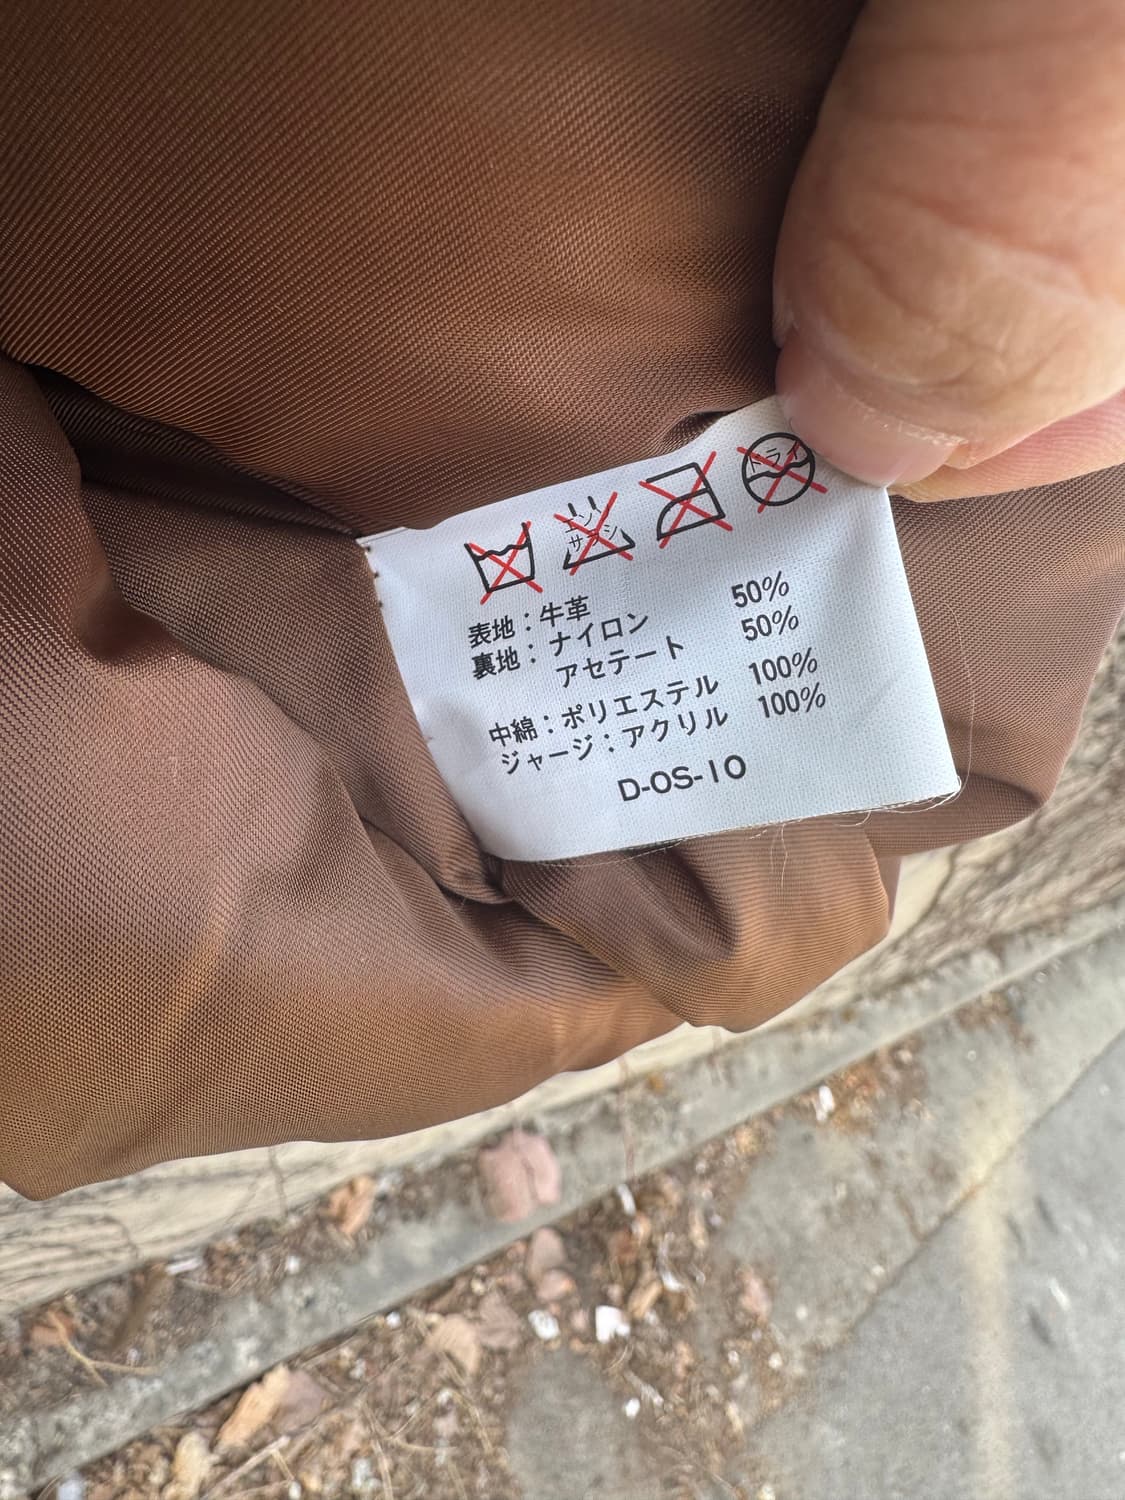 エンソ
サラシ
ドライ
表地：牛革
裏地：ナイロン 50%
アセテート 50%
中綿：ポリエステル 100%
ジャージ：アクリル 100%
D-OS-10